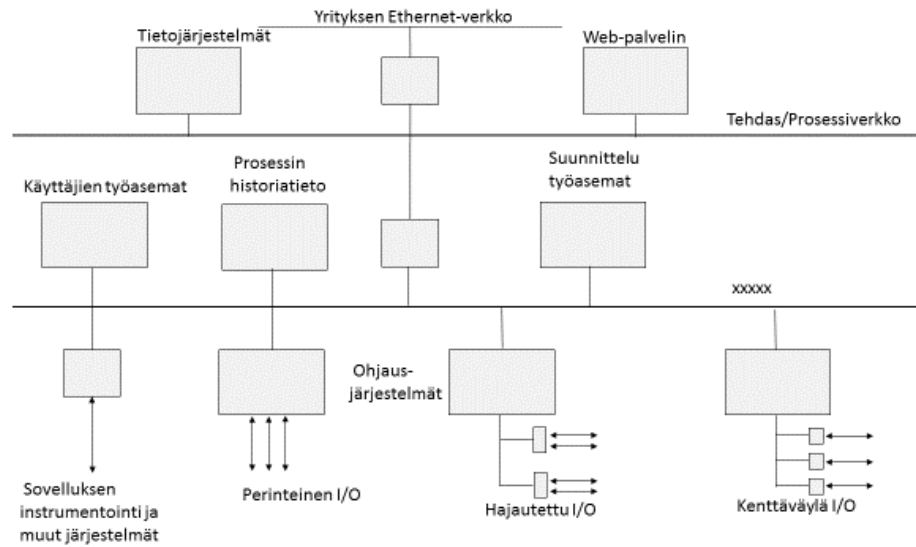 Yrityksen Ethernet-verkko
Tietojärjestelmät
Web-palvelin
Tehdas/Prosessiverkko
Käyttäjien työasemat
Prosessin
historiatieto
Suunnittelu
työasemat
xxxxx
Ohjaus-
järjestelmät
Sovelluksen
instrumentointi ja
muut järjestelmät
Perinteinen I/O
Hajautettu I/O
Kenttäväylä I/O